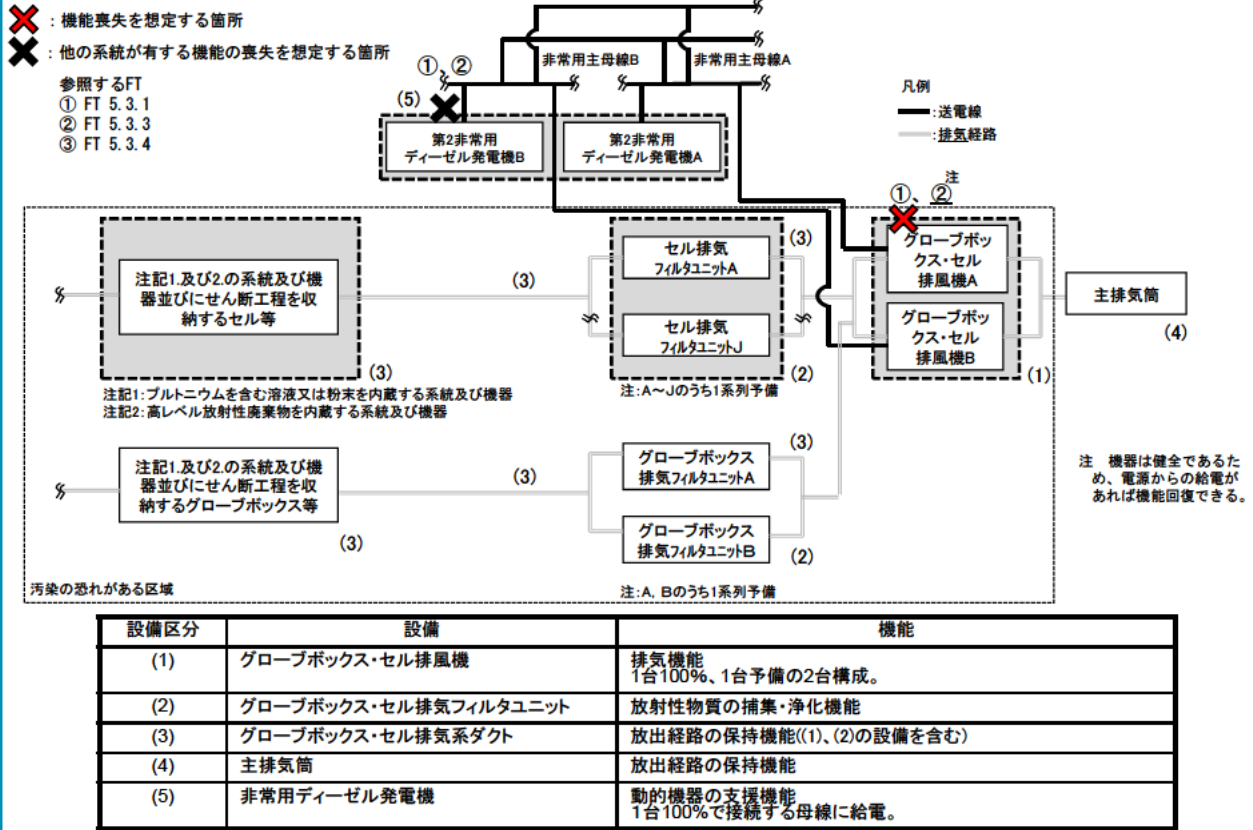 ：機能喪失を想定する箇所
：他の系統が有する機能の喪失を想定する箇所
参照するFT
① FT 5.3.1
② FT 5.3.3
③ FT 5.3.4
①、②
非常用主母線B
非常用主母線A
(5)
第2非常用
ディーゼル発電機B
第2非常用
ディーゼル発電機A
凡例
：送電線
：排気経路
注
①、②
注記1.及び2.の系統及び機
器並びにせん断工程を収
納するセル等
(3)
(3)
セル排気
フィルタユニットA
(3)
セル排気
フィルタユニットJ
(2)
注：A～Jのうち1系列予備
グローブボッ
クス・セル
排風機A
グローブボッ
クス・セル
排風機B
(1)
主排気筒
(4)
注記1：プルトニウムを含む溶液又は粉末を内蔵する系統及び機器
注記2：高レベル放射性廃棄物を内蔵する系統及び機器
注記1.及び2.の系統及び機
器並びにせん断工程を収
納するグローブボックス等
(3)
(3)
グローブボックス
排気フィルタユニットA
(3)
グローブボックス
排気フィルタユニットB
(2)
注：A, Bのうち1系列予備
注　機器は健全であるた
め、電源からの給電が
あれば機能回復できる。
汚染の恐れがある区域
設備区分 設備 機能
(1) グローブボックス・セル排風機 排気機能
1台100%、1台予備の2台構成。
(2) グローブボックス・セル排気フィルタユニット 放射性物質の捕集・浄化機能
(3) グローブボックス・セル排気系ダクト 放出経路の保持機能((1)、(2)の設備を含む)
(4) 主排気筒 放出経路の保持機能
(5) 非常用ディーゼル発電機 動的機器の支援機能
1台100%で接続する母線に給電。